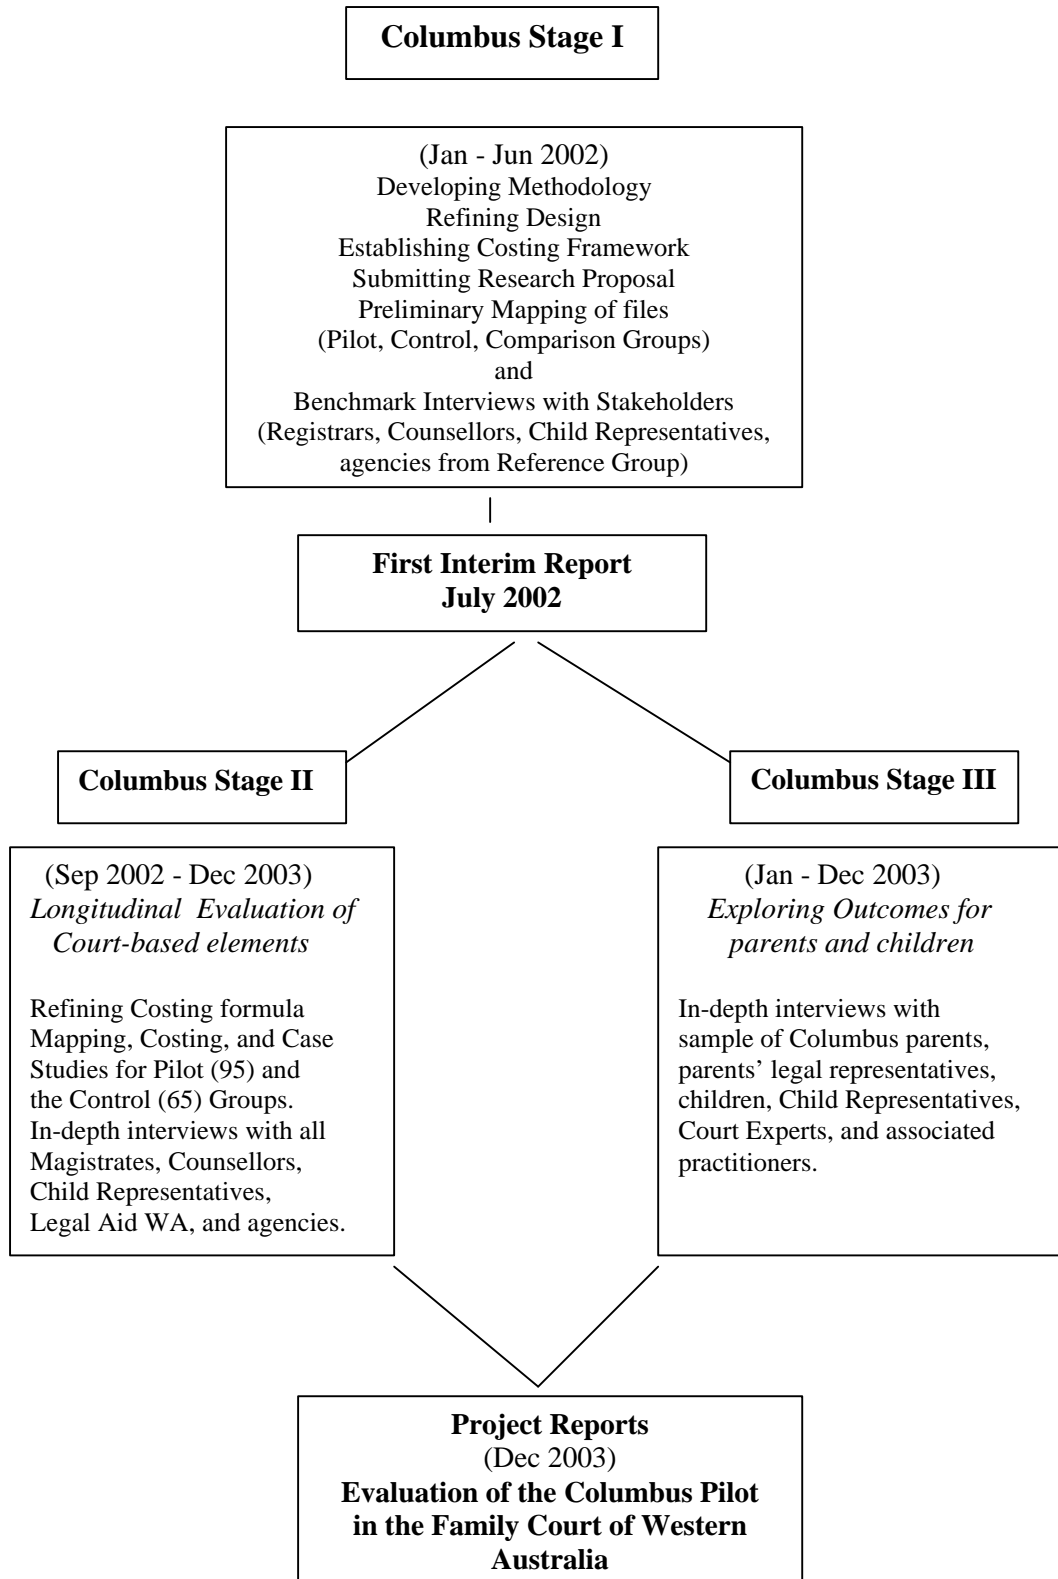 Columbus Stage I
(Jan - Jun 2002)
Developing Methodology
Refining Design
Establishing Costing Framework
Submitting Research Proposal
Preliminary Mapping of files
(Pilot, Control, Comparison Groups)
and
Benchmark Interviews with Stakeholders
(Registrars, Counsellors, Child Representatives,
agencies from Reference Group)
First Interim Report
July 2002
Columbus Stage II
(Sep 2002 - Dec 2003)
Longitudinal Evaluation of
Court-based elements
Refining Costing formula
Mapping, Costing, and Case
Studies for Pilot (95) and
the Control (65) Groups.
In-depth interviews with all
Magistrates, Counsellors,
Child Representatives,
Legal Aid WA, and agencies.
Columbus Stage III
(Jan - Dec 2003)
Exploring Outcomes for
parents and children
In-depth interviews with
sample of Columbus parents,
parents’ legal representatives,
children, Child Representatives,
Court Experts, and associated
practitioners.
Project Reports
(Dec 2003)
Evaluation of the Columbus Pilot
in the Family Court of Western
Australia